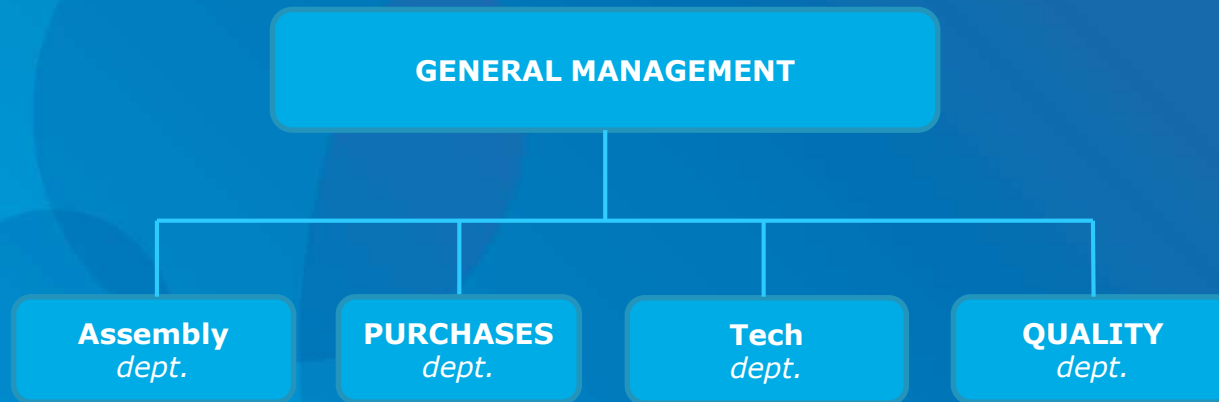 GENERAL MANAGEMENT
Assembly
dept.
PURCHASES
dept.
Tech
dept.
QUALITY
dept.